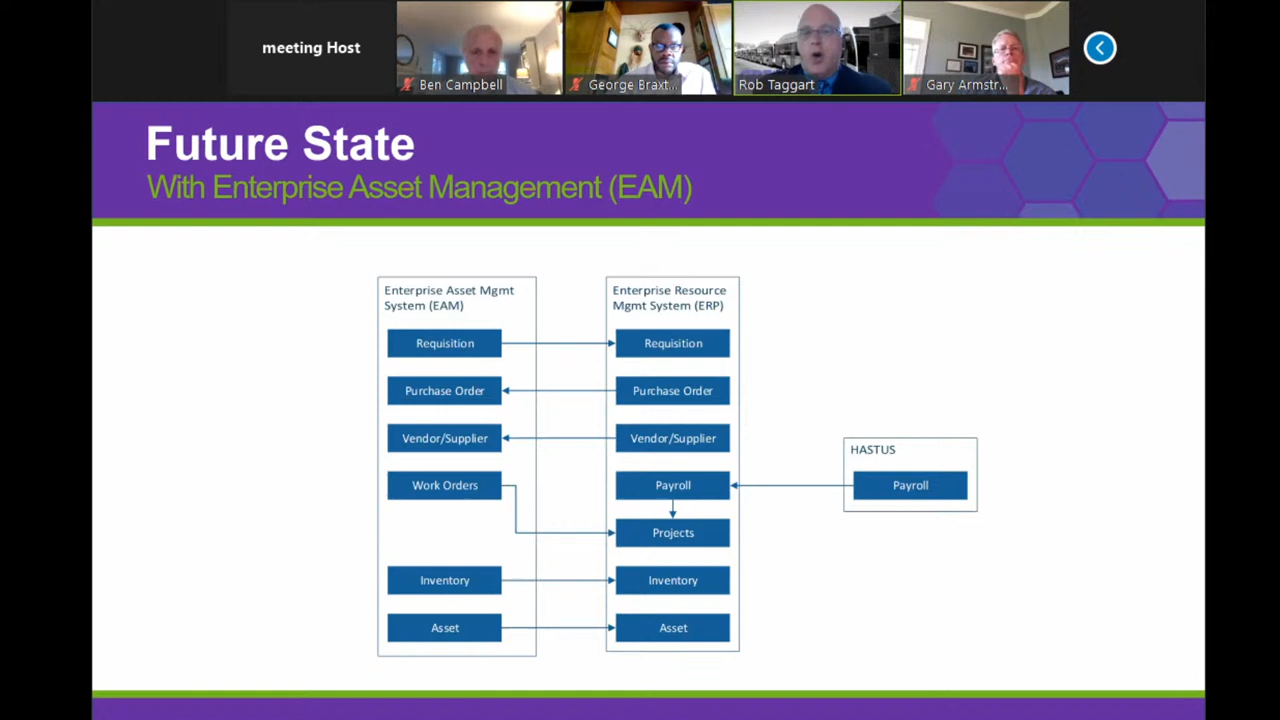 meeting Host
Ben Campbell
George Braxt...
Rob Taggart
Gary Armstr...
Future State
With Enterprise Asset Management (EAM)
Enterprise Asset Mgmt
System (EAM)
Requisition
Purchase Order
Vendor/Supplier
Work Orders
Inventory
Asset
Enterprise Resource
Mgmt System (ERP)
Requisition
Purchase Order
Vendor/Supplier
Payroll
Projects
Inventory
Asset
HASTUS
Payroll